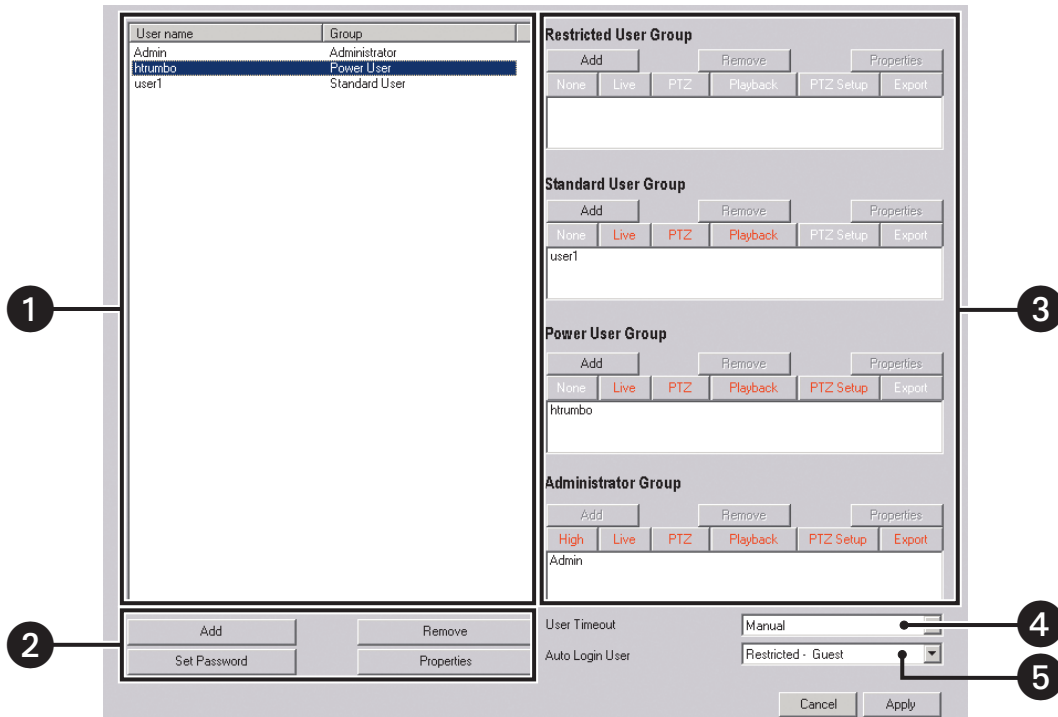 User name Group
Admin Administrator
htrumbo Power User
user1 Standard User
1
Add Remove
Set Password Properties
2
Restricted User Group
Add Remove Properties
None Live PTZ Playback PTZ Setup Export
Standard User Group
Add Remove Properties
None Live PTZ Playback PTZ Setup Export
user1
Power User Group
Add Remove Properties
None Live PTZ Playback PTZ Setup Export
htrumbo
Administrator Group
Add Remove Properties
High Live PTZ Playback PTZ Setup Export
Admin
3
User Timeout Manual 4
Auto Login User Restricted - Guest 5
Cancel Apply